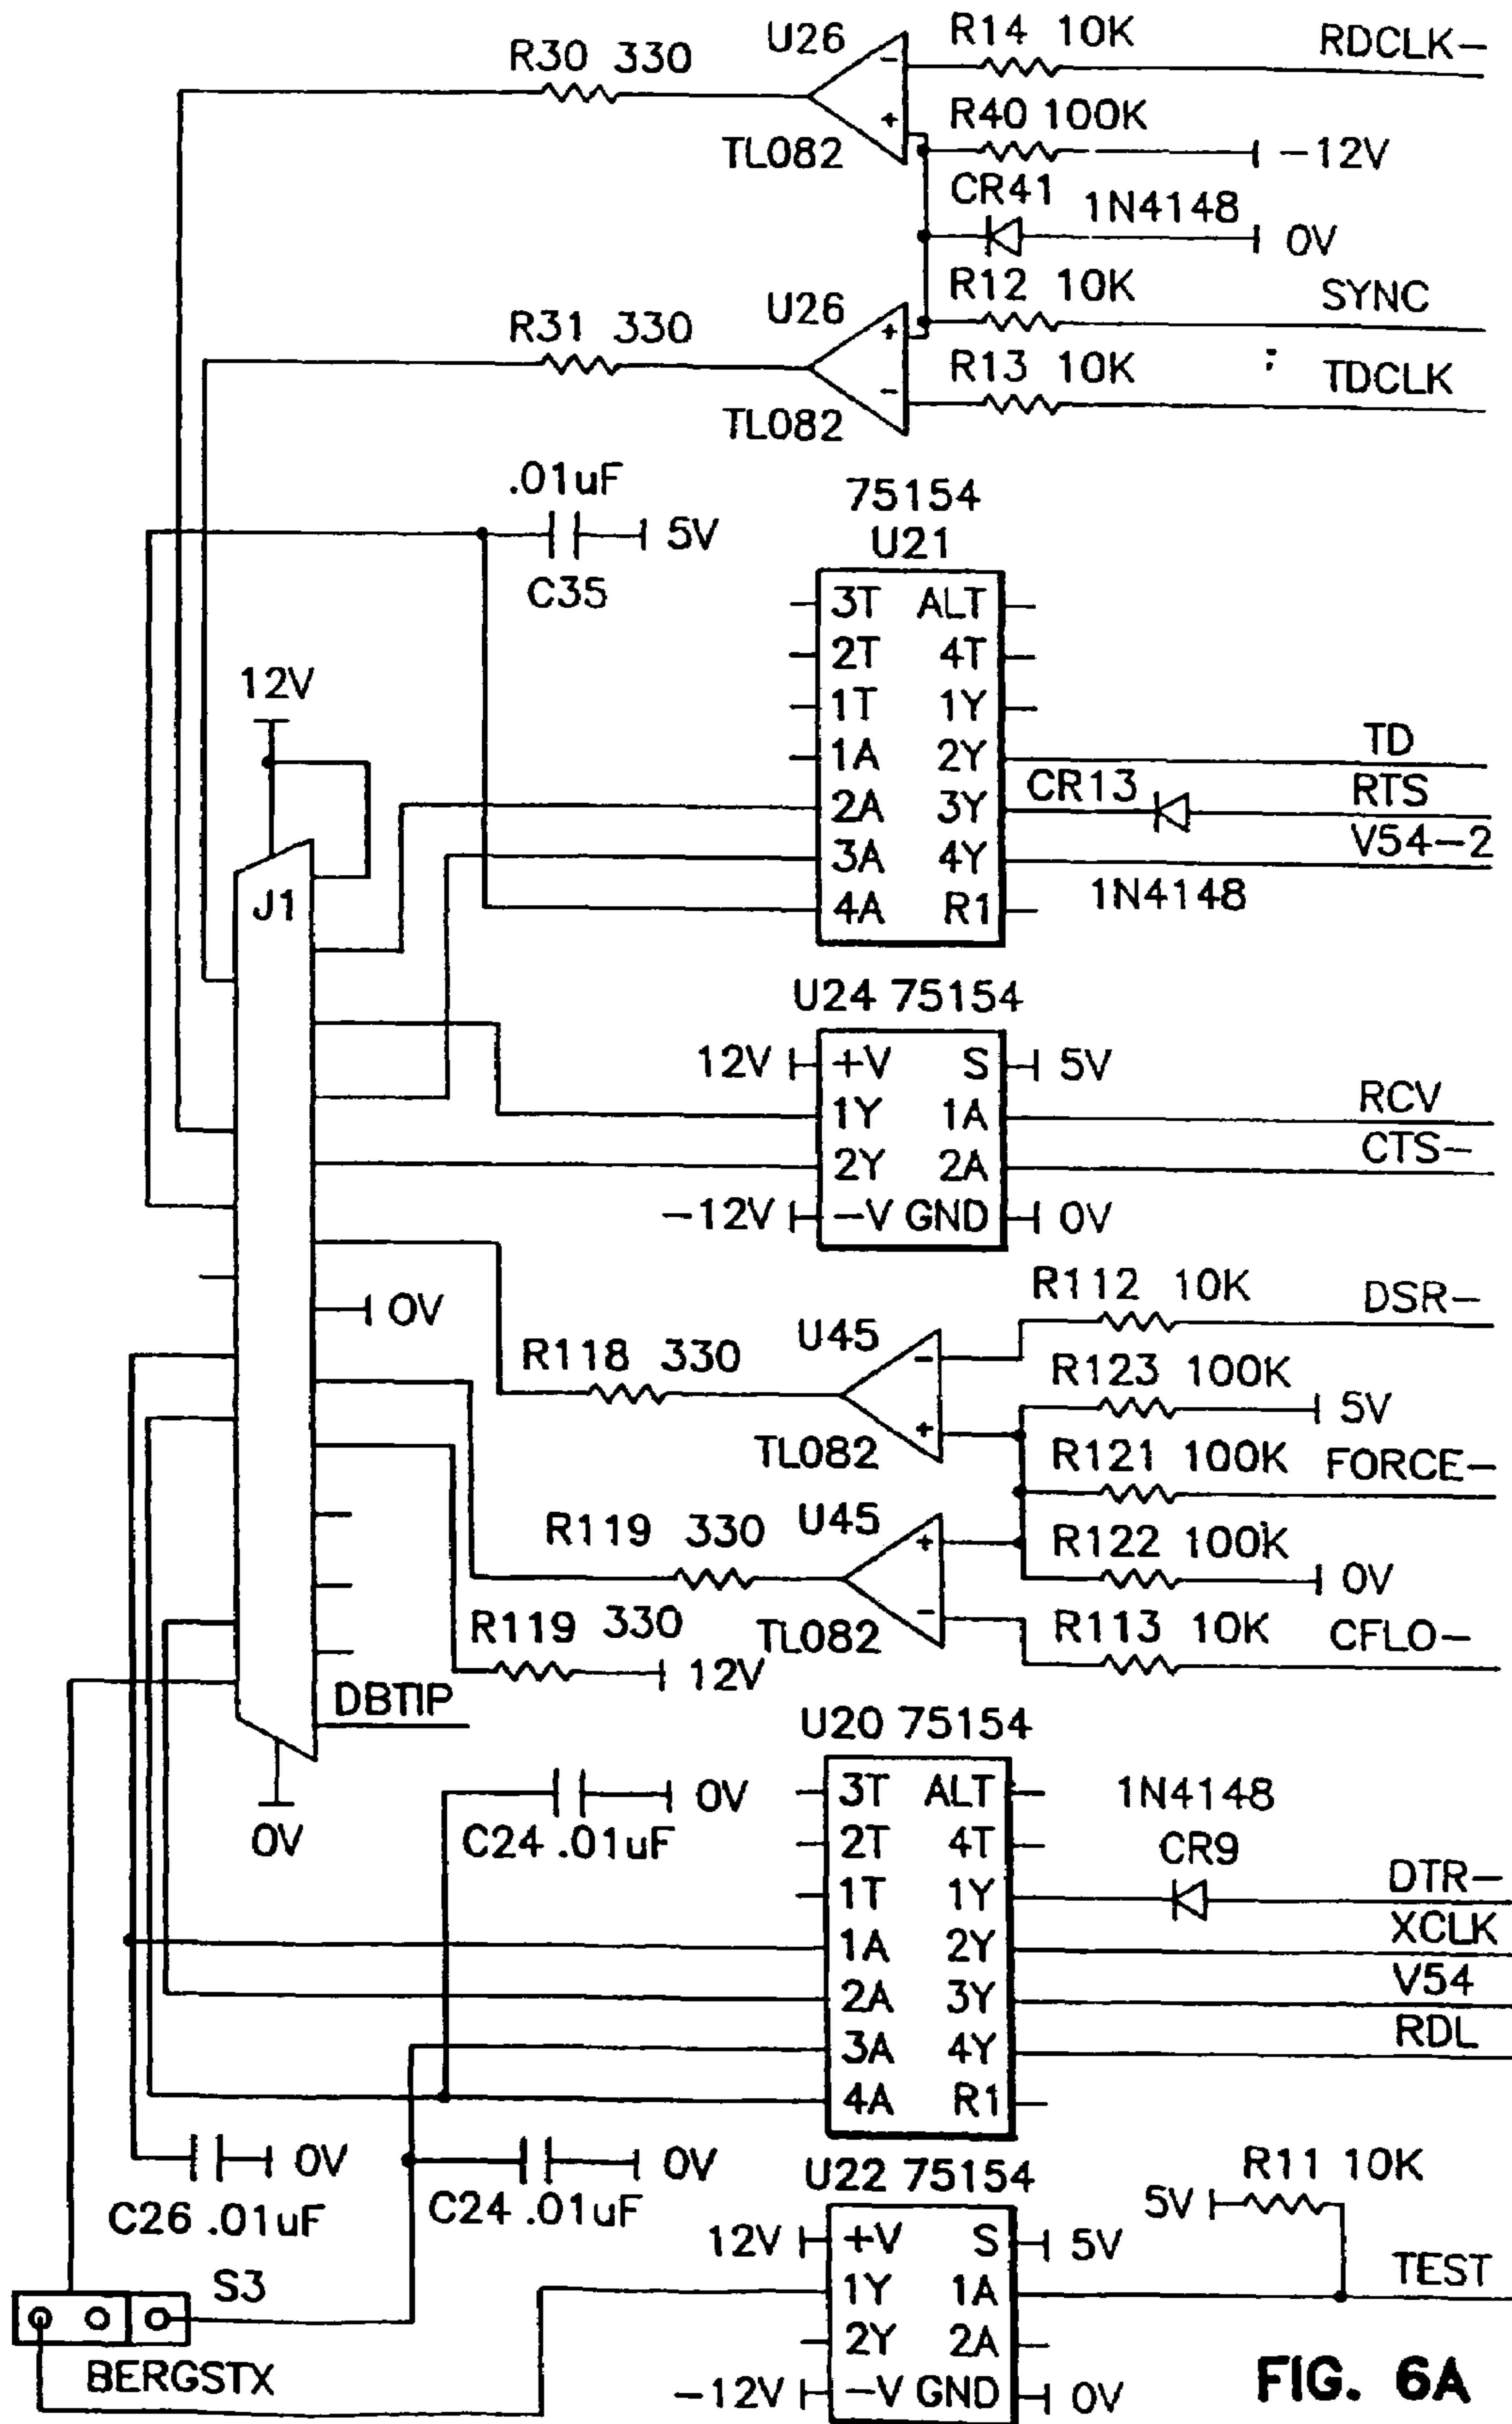 U26 R14 10K RDCLK-
R30 330
-
+
R40 100K
TL082 -12V
CR41 1N4148
0V
U26 R12 10K SYNC
R31 330
+
-
R13 10K TDCLK
TL082
.01uF 5V
C35
75154
U21
3T ALT
2T 4T
12V
1T 1Y
1A 2Y TD
2A 3Y CR13 RTS
3A 4Y V54-2
J1
4A R1 1N4148
U24 75154
12V +V S 5V
1Y 1A RCV
2Y 2A CTS-
-12V -V GND 0V
R112 10K DSR-
0V
U45
-
+
R118 330
R123 100K
5V
TL082
R121 100K FORCE-
R119 330 U45
+
-
R122 100K
0V
R119 330 TL082 R113 10K CFLO-
12V
DBTIP
U20 75154
0V
C24 .01uF 0V
3T ALT 1N4148
2T 4T CR9
1T 1Y DTR-
1A 2Y XCLK
2A 3Y V54
3A 4Y RDL
4A R1
0V
C26 .01uF
0V
C24 .01uF
U22 75154 R11 10K
5V
12V +V S 5V
1Y 1A TEST
2Y 2A
-12V -V GND 0V
S3
BERGSTX
FIG. 6A